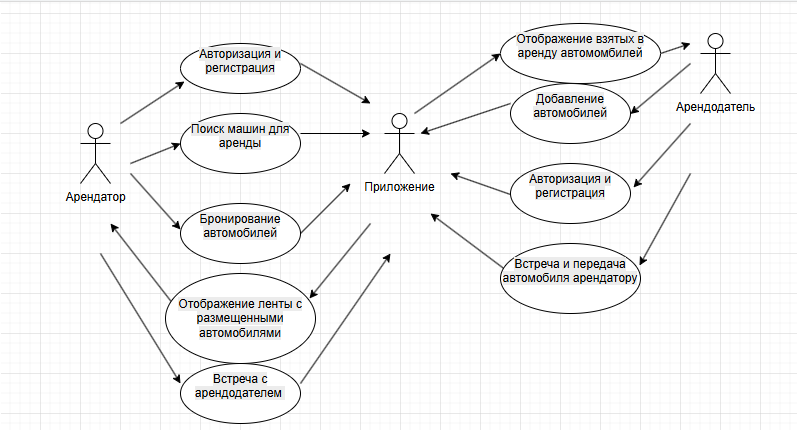 Авторизация и
регистрация
Поиск машин для
аренды
Арендатор
Бронирование
автомобилей
Отображение ленты с
размещенными
автомобилями
Встреча с
арендодателем
Приложение
Отображение взятых в
аренду автомомбилей
Добавление
автомобилей
Арендодатель
Авторизация и
регистрация
Встреча и передача
автомобиля арендатору